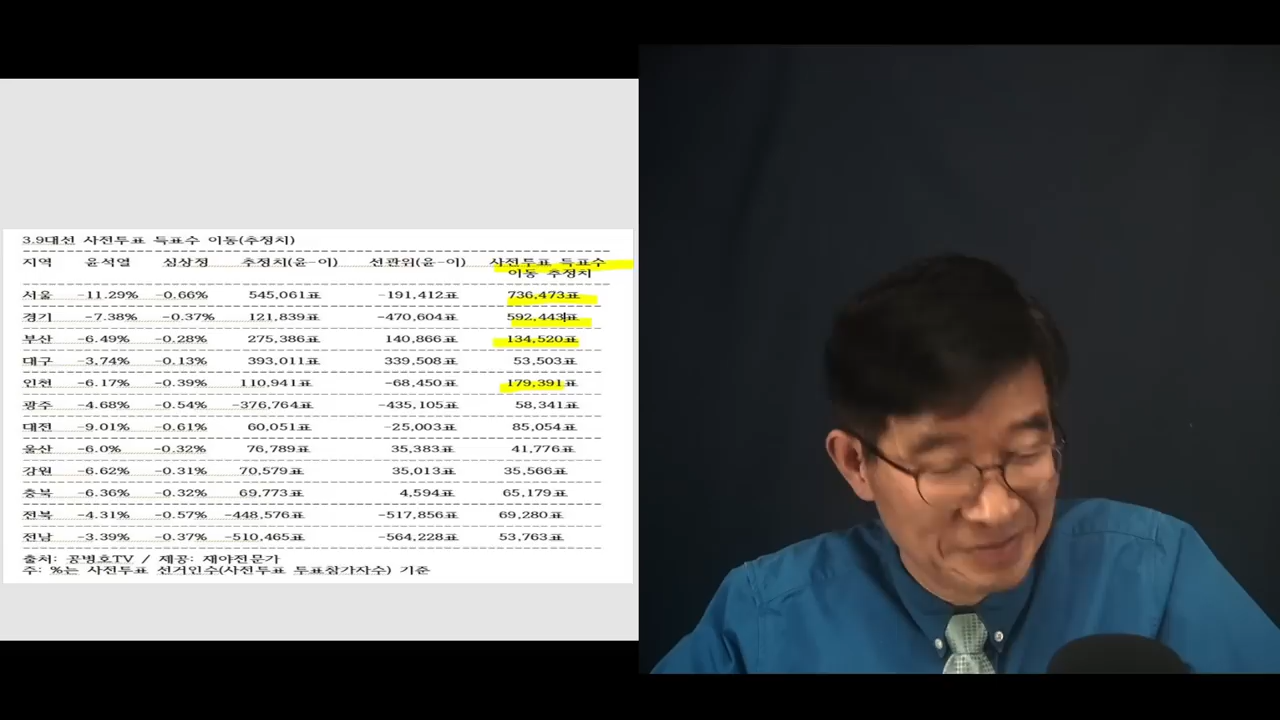 3.9대선 사전투표 득표수 이동(추정치)
지역 윤석열 심상정 추정치(윤-이) 선관위(윤-이) 사전투표 득표수
이동 추정치
서울 -11.29% -0.66% 545,061표 -191,412표 736,473표
경기 -7.38% -0.37% 121,839표 -470,604표 592,443표
부산 -6.49% -0.28% 275,386표 140,866표 134,520표
대구 -3.74% -0.13% 393,011표 339,508표 53,503표
인천 -6.17% -0.39% 110,941표 -68,450표 179,391표
광주 -4.68% -0.54% -376,764표 -435,105표 58,341표
대전 -9.01% -0.61% 60,051표 -25,003표 85,054표
울산 -6.0% -0.32% 76,789표 35,383표 41,776표
강원 -6.62% -0.31% 70,579표 35,013표 35,566표
충북 -6.36% -0.32% 69,773표 4,594표 65,179표
전북 -4.31% -0.57% -448,576표 -517,856표 69,280표
전남 -3.39% -0.37% -510,465표 -564,228표 53,763표
출처: 공병호TV / 제공: 재야전문가
주: %는 사전투표 선거인수(사전투표 투표참가자수) 기준